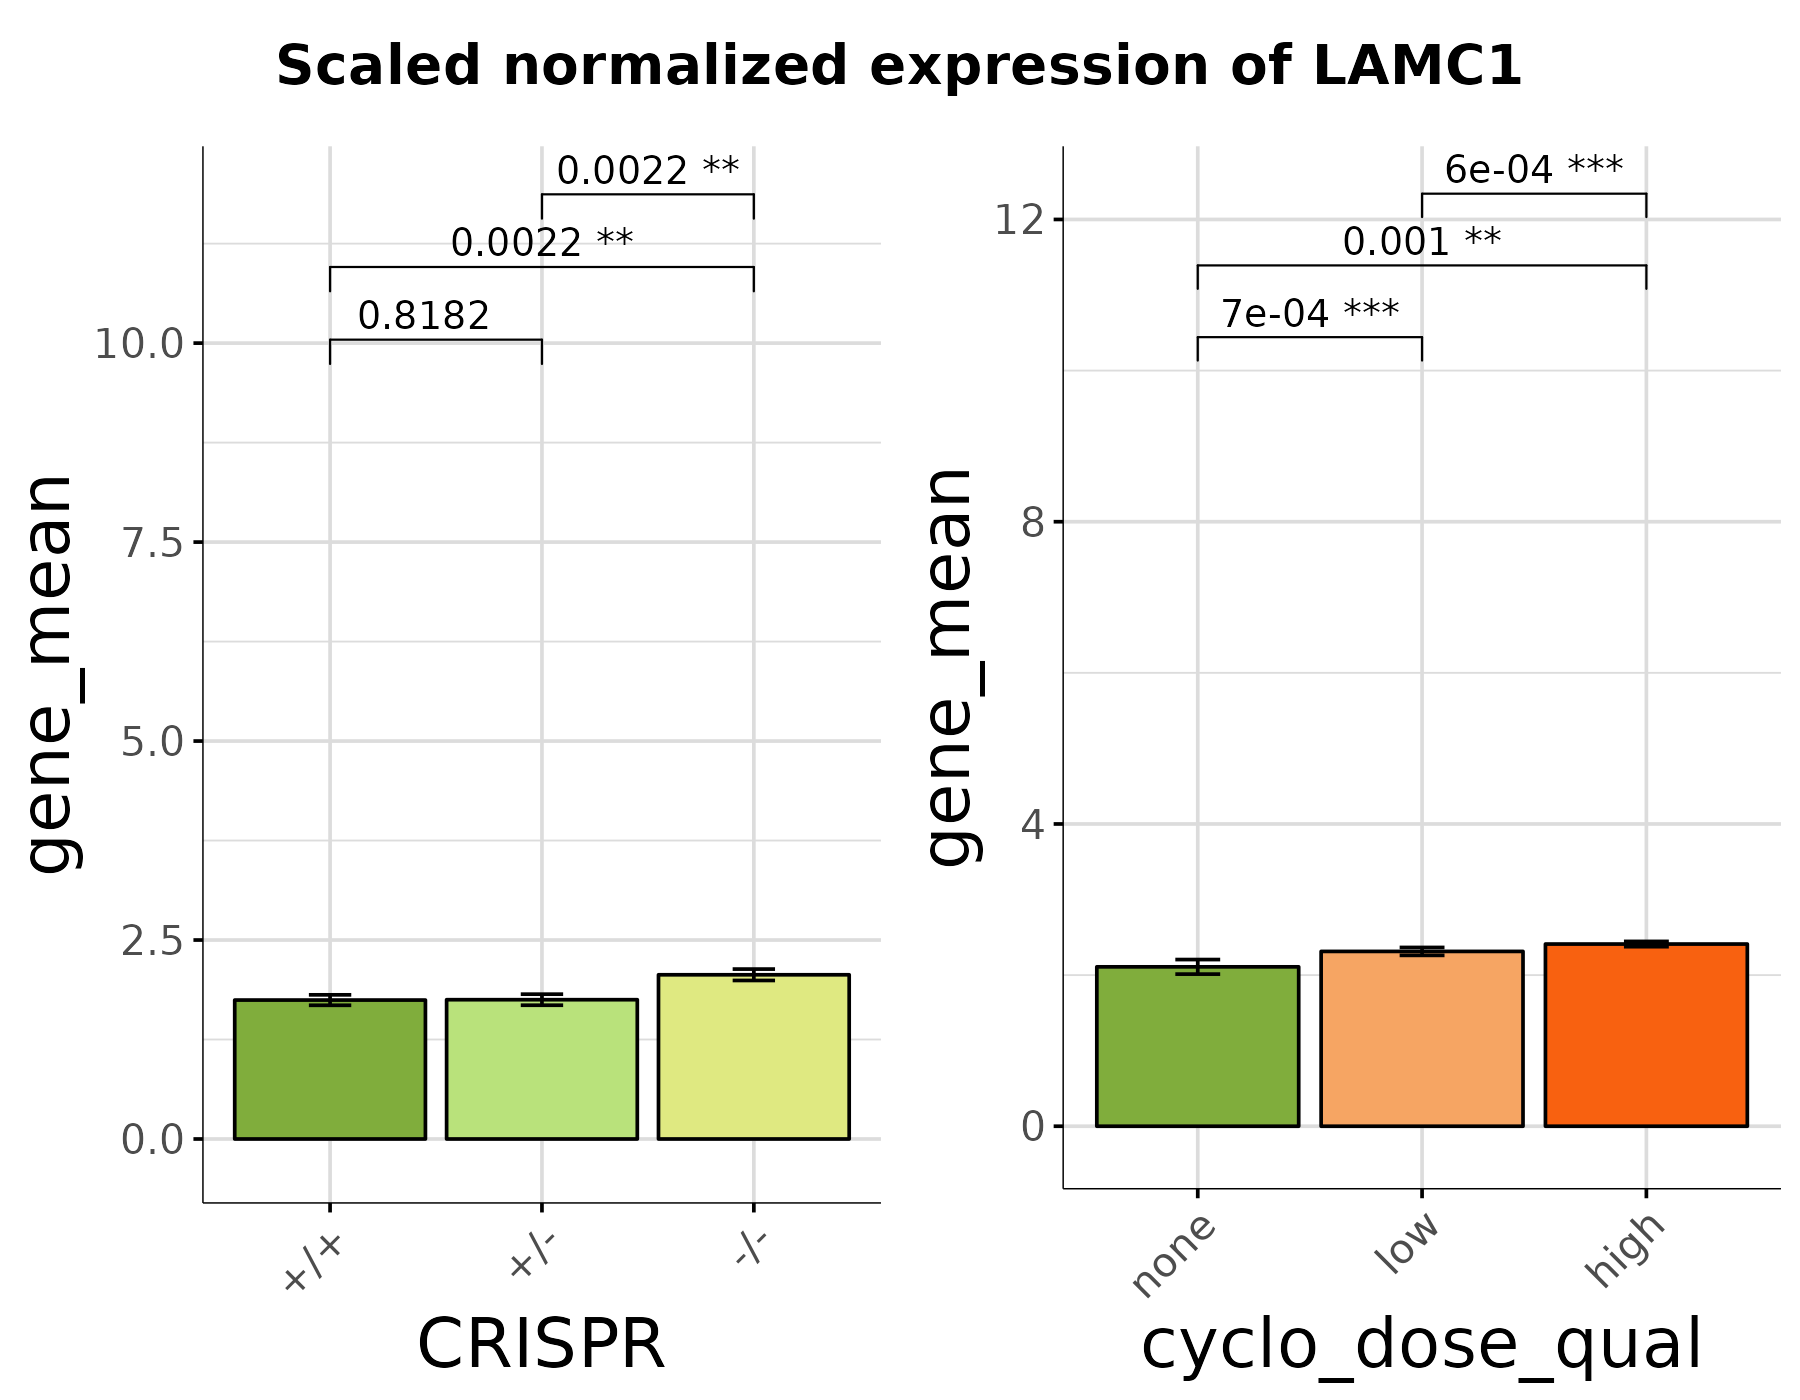 Scaled normalized expression of LAMC1
0.0022 **
0.0022 **
0.8182
10.0
7.5
5.0
2.5
0.0
gene_mean
+/+
+/-
-/-
CRISPR
6e-04 ***
0.001 **
7e-04 ***
12
8
4
0
gene_mean
none
low
high
cyclo_dose_qual